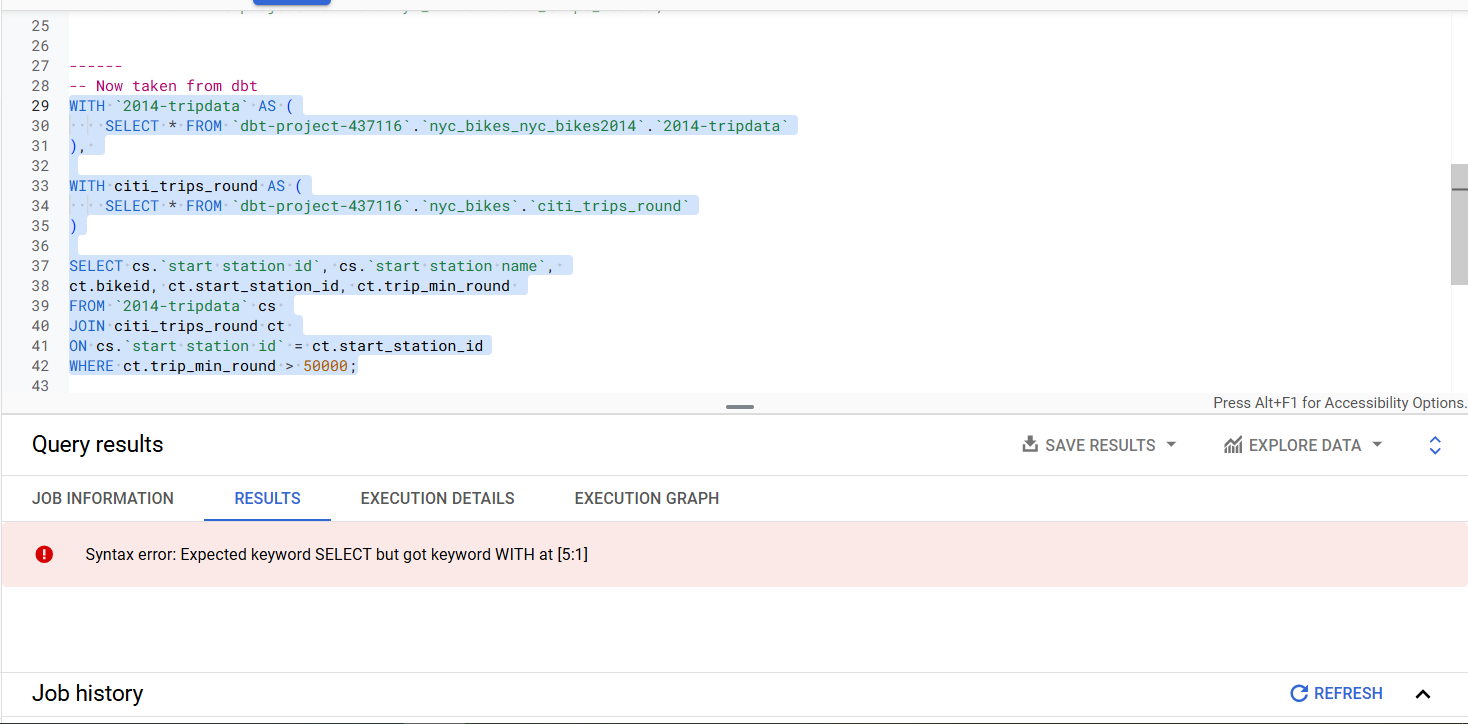 25
26
27 ------
28 -- Now taken from dbt
29 WITH `2014-tripdata` AS (
30 SELECT * FROM `dbt-project-437116`.`nyc_bikes_nyc_bikes2014`.`2014-tripdata`
31 ),
32
33 WITH citi_trips_round AS (
34 SELECT * FROM `dbt-project-437116`.`nyc_bikes`.`citi_trips_round`
35 )
36
37 SELECT cs.`start station id`, cs.`start station name`,
38 ct.bikeid, ct.start_station_id, ct.trip_min_round
39 FROM `2014-tripdata` cs
40 JOIN citi_trips_round ct
41 ON cs.`start station id` = ct.start_station_id
42 WHERE ct.trip_min_round > 50000;
43
Press Alt+F1 for Accessibility Options.
Query results
SAVE RESULTS
EXPLORE DATA
JOB INFORMATION
RESULTS
EXECUTION DETAILS
EXECUTION GRAPH
Syntax error: Expected keyword SELECT but got keyword WITH at [5:1]
Job history
REFRESH